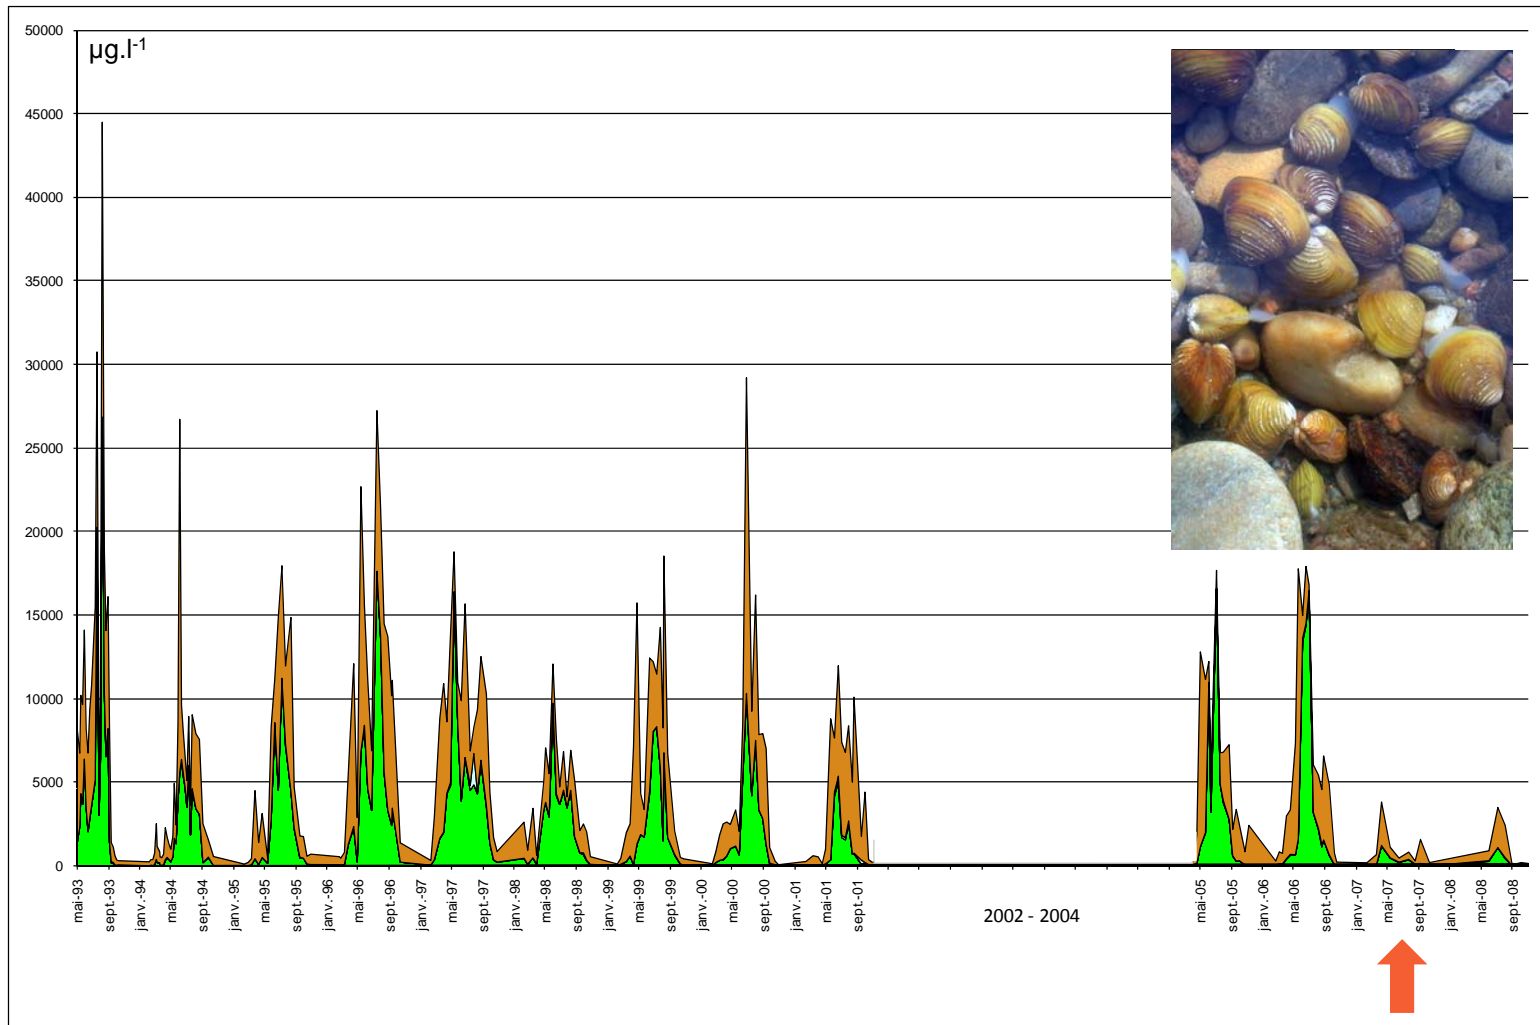 µg.l-1
50000
45000
40000
35000
30000
25000
20000
15000
10000
5000
0
mai-93
sept.-93
janv.-94
mai-94
sept.-94
janv.-95
mai-95
sept.-95
janv.-96
mai-96
sept.-96
janv.-97
mai-97
sept.-97
janv.-98
mai-98
sept.-98
janv.-99
mai-99
sept.-99
janv.-00
mai-00
sept.-00
janv.-01
mai-01
sept.-01
2002 - 2004
mai-05
sept.-05
janv.-06
mai-06
sept.-06
janv.-07
mai-07
sept.-07
janv.-08
mai-08
sept.-08